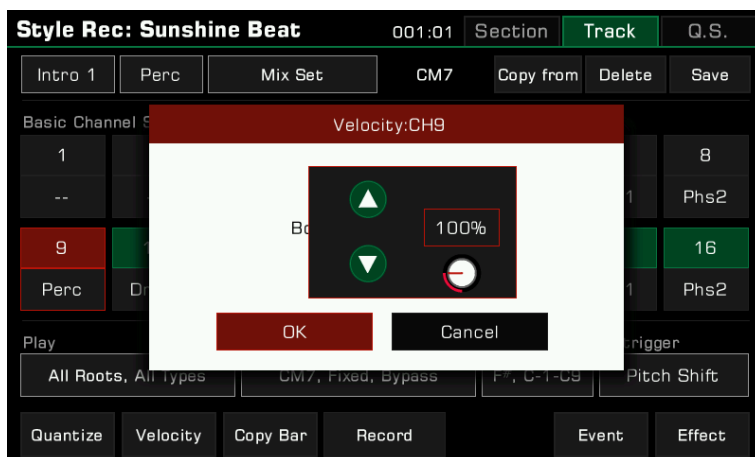 Style Rec: Sunshine Beat 001:01 Section Track Q.S.
Intro 1 Perc Mix Set CM7 Copy from Delete Save
Basic Channel
Velocity:CH9
1 8
-- Phs2
100%
9 16
Perc Phs2
OK Cancel
Play
All Roots, All Types CM7, Fixed, Bypass F#, C-1-C9 Pitch Shift
Quantize Velocity Copy Bar Record Event Effect